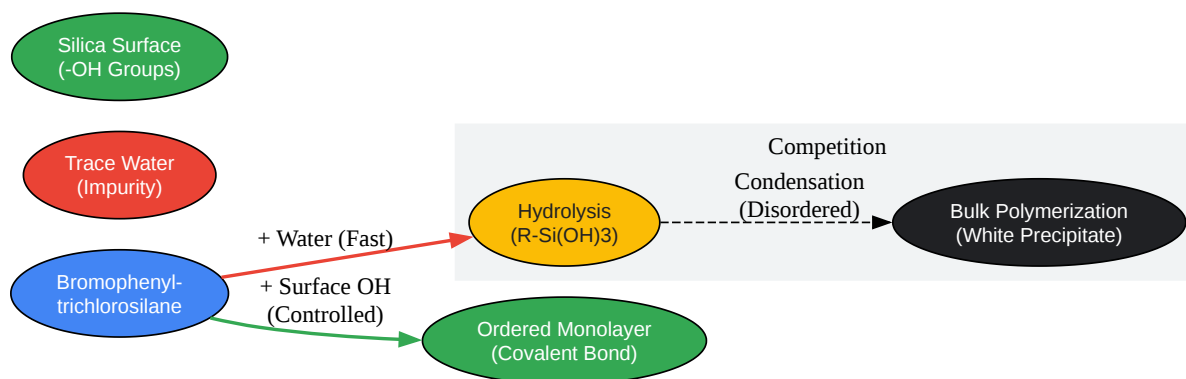 Silica Surface
(-OH Groups)
Trace Water
(Impurity)
Bromophenyl-
trichlorosilane
+ Water (Fast)
+ Surface OH
(Controlled)
Competition
Hydrolysis
(R-Si(OH)3)
Condensation
(Disordered)
Bulk Polymerization
(White Precipitate)
Ordered Monolayer
(Covalent Bond)